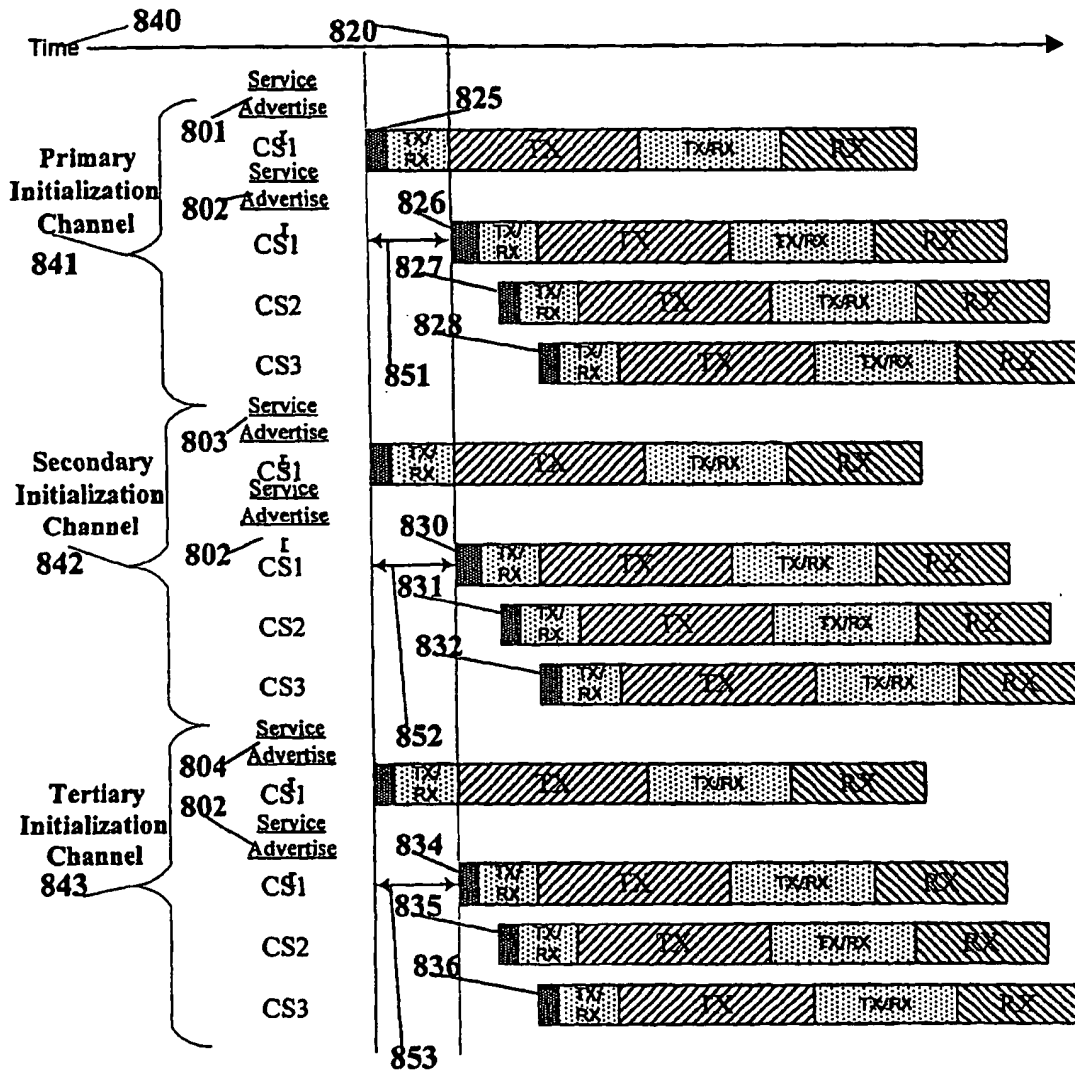 840
820
Time
Service
Advertise
r
801
825
CS1
TX/
RX
TX
TX/RX
RX
Primary
Initialization
Channel
841
Service
Advertise
r
802
826
CS1
TX/
RX
TX
TX/RX
RX
827
CS2
TX/
RX
TX
TX/RX
RX
828
CS3
TX/
RX
TX
TX/RX
RX
851
Service
Advertise
r
803
CS1
TX/
RX
TX
TX/RX
RX
Secondary
Initialization
Channel
842
Service
Advertise
r
802
830
CS1
TX/
RX
TX
TX/RX
RX
831
CS2
TX/
RX
TX
TX/RX
RX
832
CS3
TX/
RX
TX
TX/RX
RX
852
Service
Advertise
r
804
CS1
TX/
RX
TX
TX/RX
RX
Tertiary
Initialization
Channel
843
802
Service
Advertise
r
834
CS1
TX/
RX
TX
TX/RX
RX
835
CS2
TX/
RX
TX
TX/RX
RX
836
CS3
TX/
RX
TX
TX/RX
RX
853